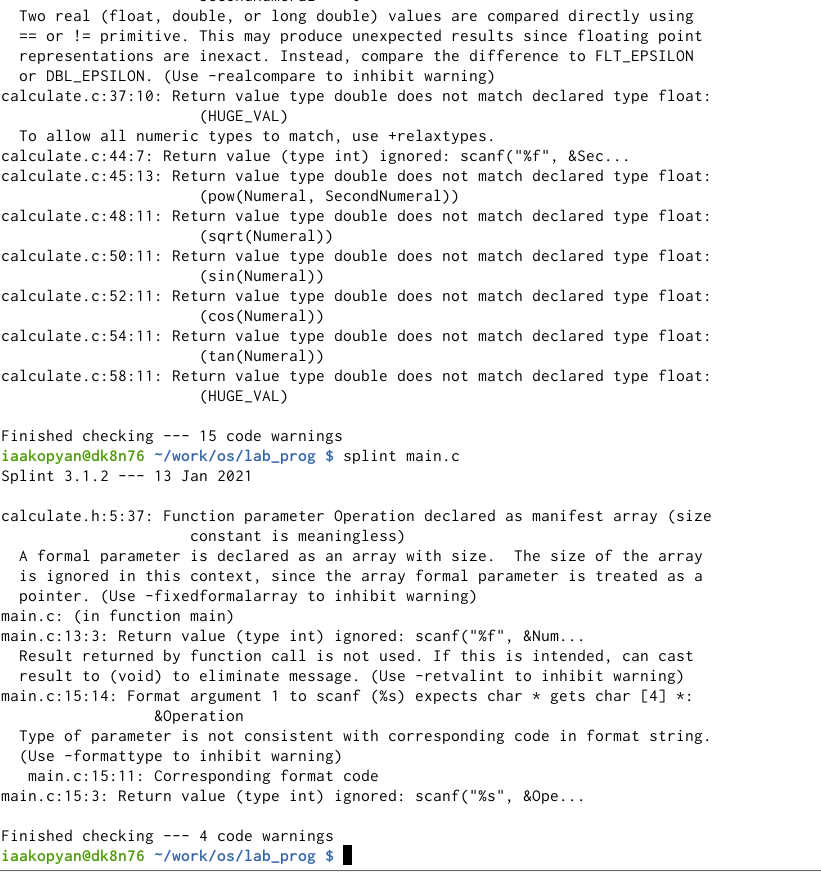 Two real (float, double, or long double) values are compared directly using
== or != primitive. This may produce unexpected results since floating point
representations are inexact. Instead, compare the difference to FLT_EPSILON
or DBL_EPSILON. (Use -realcompare to inhibit warning)
calculate.c:37:10: Return value type double does not match declared type float:
(HUGE_VAL)
To allow all numeric types to match, use +relaxtypes.
calculate.c:44:7: Return value (type int) ignored: scanf("%f", &Sec...
calculate.c:45:13: Return value type double does not match declared type float:
(pow(Numeral, SecondNumeral))
calculate.c:48:11: Return value type double does not match declared type float:
(sqrt(Numeral))
calculate.c:50:11: Return value type double does not match declared type float:
(sin(Numeral))
calculate.c:52:11: Return value type double does not match declared type float:
(cos(Numeral))
calculate.c:54:11: Return value type double does not match declared type float:
(tan(Numeral))
calculate.c:58:11: Return value type double does not match declared type float:
(HUGE_VAL)
Finished checking --- 15 code warnings
iaakopyan@dk8n76 ~/work/os/lab_prog $ splint main.c
Splint 3.1.2 --- 13 Jan 2021
calculate.h:5:37: Function parameter Operation declared as manifest array (size
constant is meaningless)
A formal parameter is declared as an array with size.  The size of the array
is ignored in this context, since the array formal parameter is treated as a
pointer. (Use -fixedformalarray to inhibit warning)
main.c: (in function main)
main.c:13:3: Return value (type int) ignored: scanf("%f", &Num...
Result returned by function call is not used. If this is intended, can cast
result to (void) to eliminate message. (Use -retvalint to inhibit warning)
main.c:15:14: Format argument 1 to scanf (%s) expects char * gets char [4] *:
&Operation
Type of parameter is not consistent with corresponding code in format string.
(Use -formattype to inhibit warning)
main.c:15:11: Corresponding format code
main.c:15:3: Return value (type int) ignored: scanf("%s", &Ope...
Finished checking --- 4 code warnings
iaakopyan@dk8n76 ~/work/os/lab_prog $